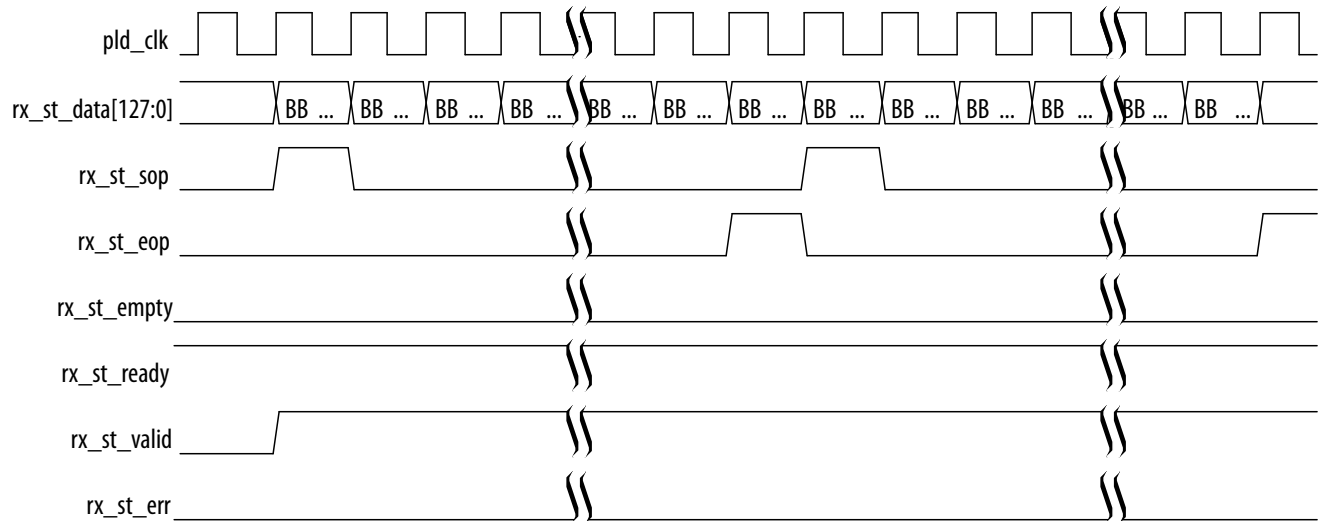 pld_clk
rx_st_data[127:0] BB ... BB ... BB ... BB ... BB ... BB ... BB ... BB ... BB ... BB ... BB ... BB ... BB ...
rx_st_sop
rx_st_eop
rx_st_empty
rx_st_ready
rx_st_valid
rx_st_err